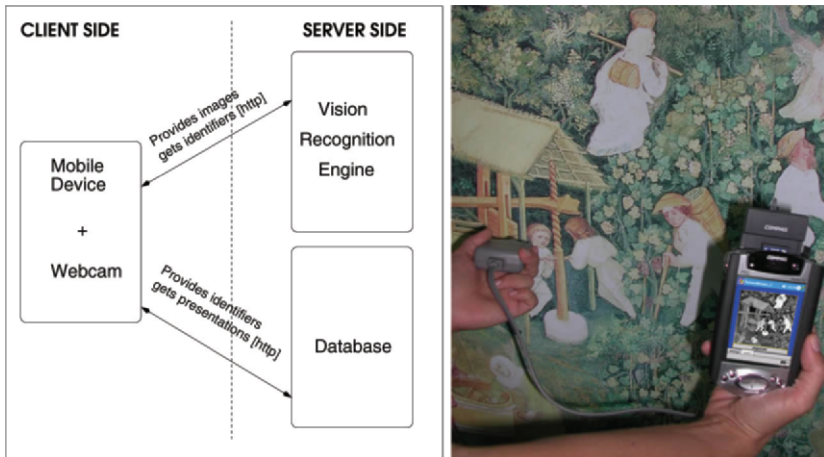 CLIENT SIDE
SERVER SIDE
Provides images
gets identifiers [http]
Vision
Recognition
Engine
Mobile
Device
+
Webcam
Provides identifiers
gets presentations [http]
Database
COMPAQ
COMPAQ